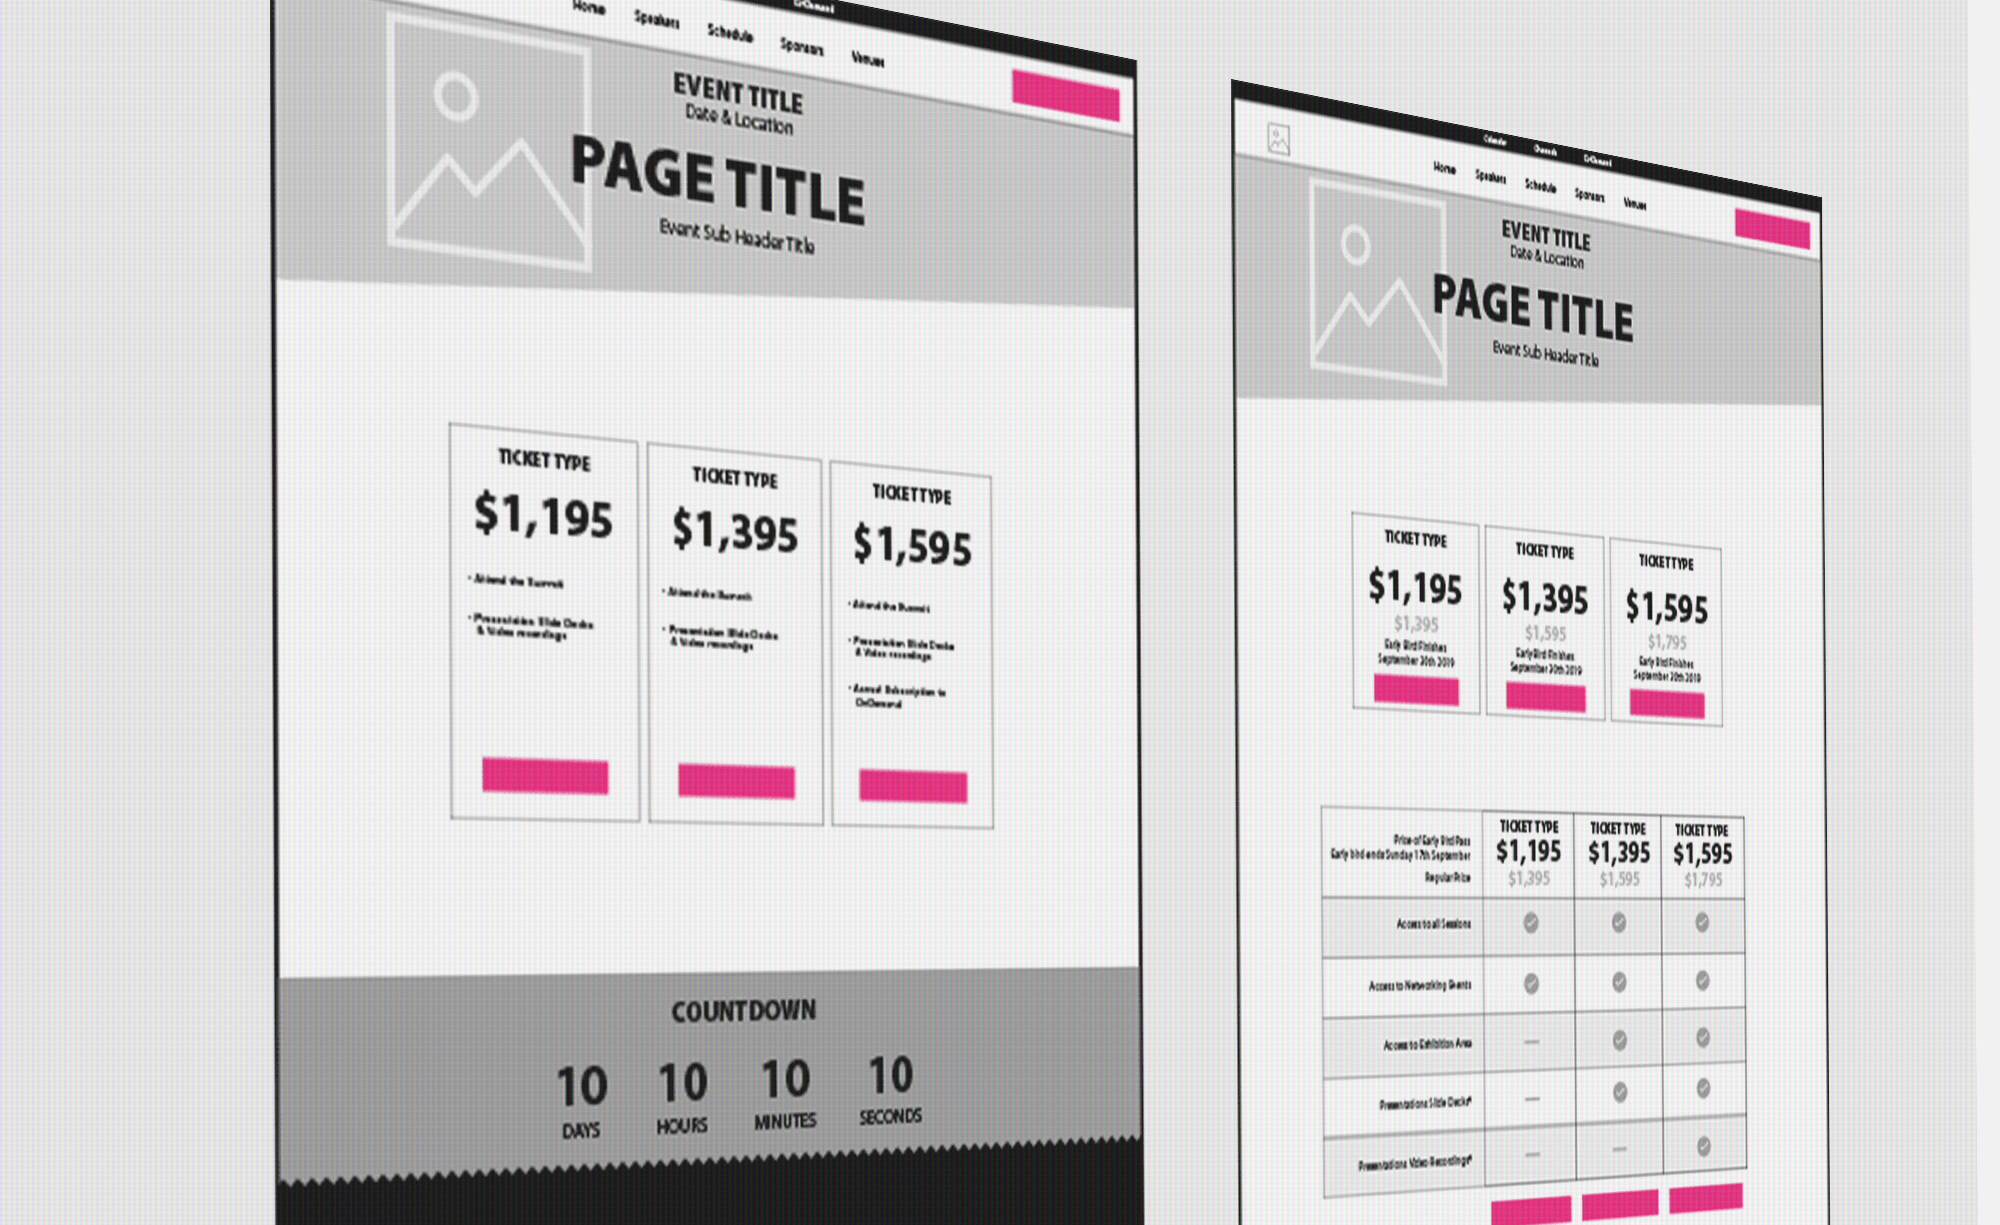 OnDemand
Home Speakers Schedule Sponsors Venues
EVENT TITLE
Date & Location
PAGE TITLE
Event Sub Header Title
TICKET TYPE
$1,195
• Attend the Summit
• Presentation Slide Decks
& Video recordings
TICKET TYPE
$1,395
• Attend the Summit
• Presentation Slide Decks
& Video recordings
TICKET TYPE
$1,595
• Attend the Summit
• Presentation Slide Decks
& Video recordings
• Annual Subscription to
OnDemand
COUNTDOWN
10 10 10 10
DAYS HOURS MINUTES SECONDS
Calendar Channels OnDemand
Home Speakers Schedule Sponsors Venues
EVENT TITLE
Date & Location
PAGE TITLE
Event Sub Header Title
TICKET TYPE
$1,195
$1,395
Early Bird Finishes
September 30th 2019
TICKET TYPE
$1,395
$1,595
Early Bird Finishes
September 30th 2019
TICKET TYPE
$1,595
$1,795
Early Bird Finishes
September 30th 2019
Price of Early Bird Pass
Early bird ends Sunday 17th September
Regular Price
TICKET TYPE TICKET TYPE TICKET TYPE
$1,195 $1,395 $1,595
$1,395 $1,595 $1,795
Access to all Sessions
Access to Networking Events
Access to Exhibition Area
Presentations Slide Decks*
Presentations Video Recordings*